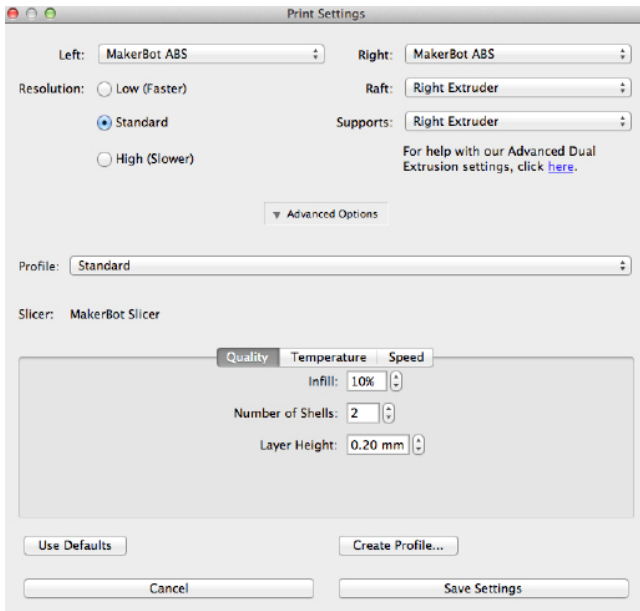 Print Settings
Left: MakerBot ABS
Right: MakerBot ABS
Resolution: Low (Faster)
Raft: Right Extruder
Standard
Supports: Right Extruder
High (Slower)
For help with our Advanced Dual
Extrusion settings, click here.
Advanced Options
Profile: Standard
Slicer: MakerBot Slicer
Quality Temperature Speed
Infill: 10%
Number of Shells: 2
Layer Height: 0.20 mm
Use Defaults
Create Profile...
Cancel
Save Settings